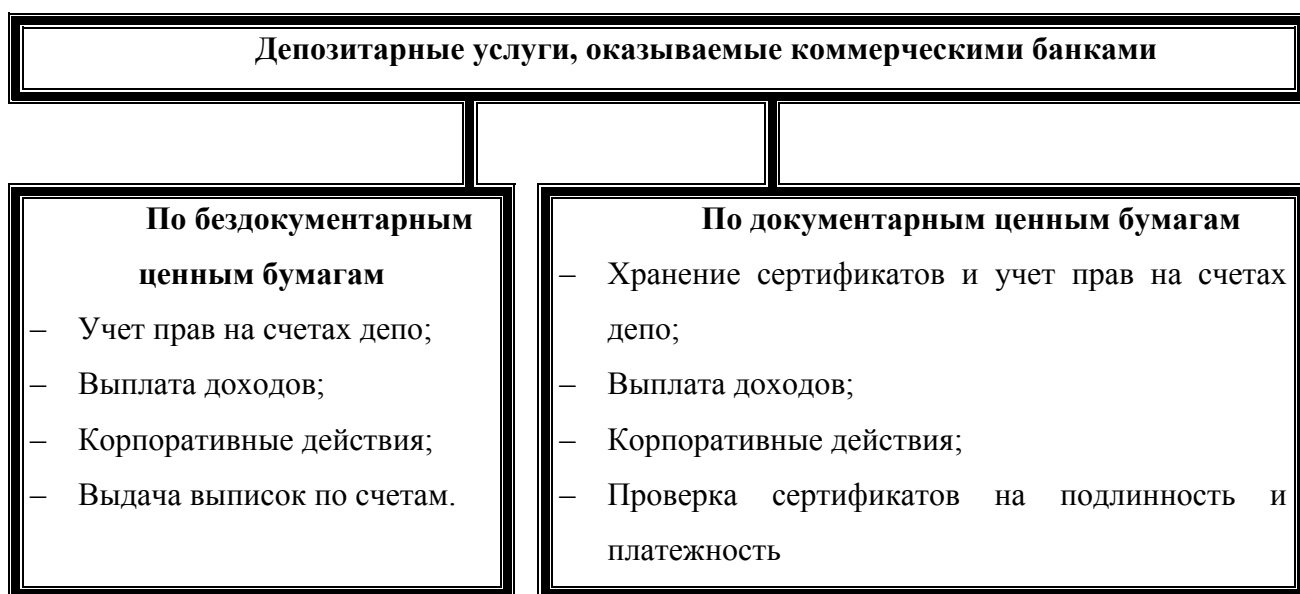 Депозитарные услуги, оказываемые коммерческими банками
По бездокументарным
ценным бумагам
– Учет прав на счетах депо;
– Выплата доходов;
– Корпоративные действия;
– Выдача выписок по счетам.
По документарным ценным бумагам
– Хранение сертификатов и учет прав на счетах
депо;
– Выплата доходов;
– Корпоративные действия;
– Проверка сертификатов на подлинность и
платежность